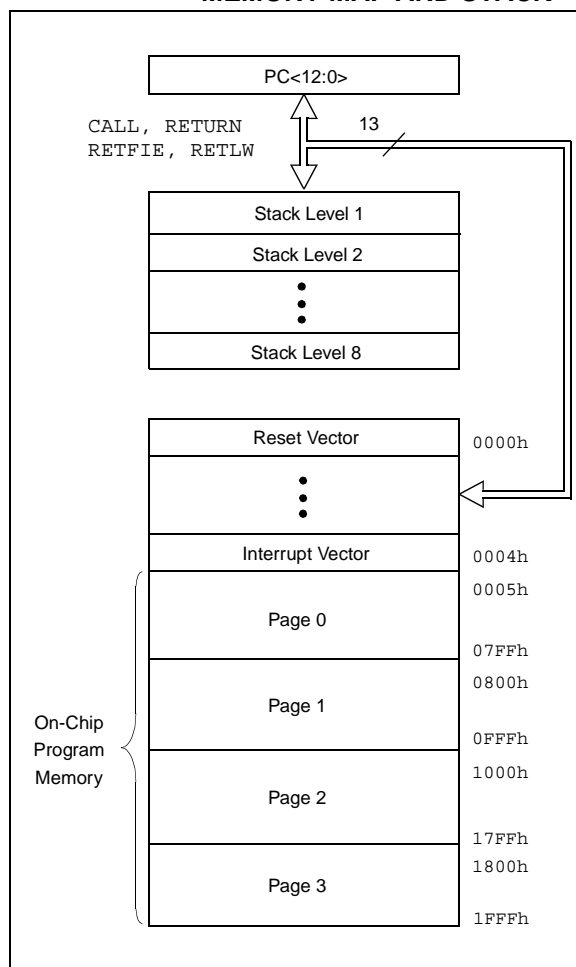 MEMORY MAP AND STACK
PC<12:0>
CALL, RETURN
RETFIE, RETLW
13
Stack Level 1
Stack Level 2
Stack Level 8
Reset Vector
0000h
Interrupt Vector
0004h
0005h
Page 0
07FFh
0800h
Page 1
0FFFh
On-Chip
Program
Memory
1000h
Page 2
17FFh
1800h
Page 3
1FFFh